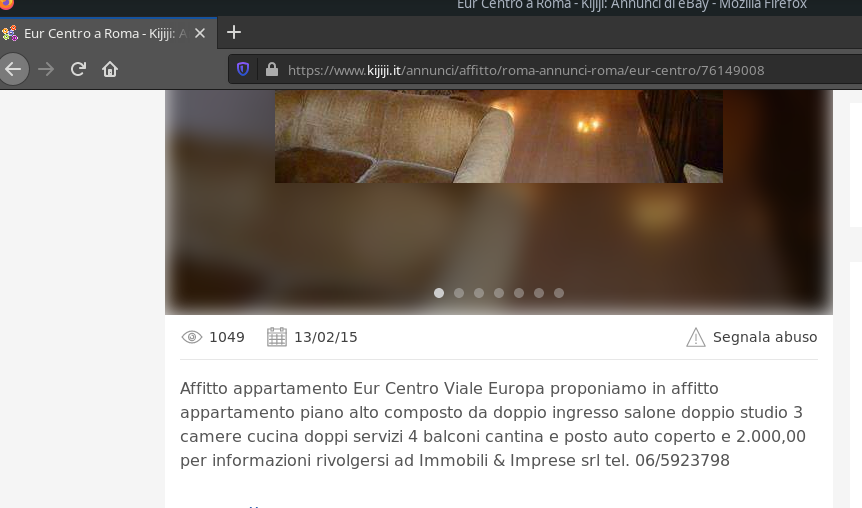 Eur Centro a Roma - Kijiji: Annunci di eBay - Mozilla Firefox
Eur Centro a Roma - Kijiji: A
https://www.kijiji.it/annunci/affitto/roma-annunci-roma/eur-centro/76149008
1049 13/02/15 Segnala abuso
Affitto appartamento Eur Centro Viale Europa proponiamo in affitto
appartamento piano alto composto da doppio ingresso salone doppio studio 3
camere cucina doppi servizi 4 balconi cantina e posto auto coperto e 2.000,00
per informazioni rivolgersi ad Immobili & Imprese srl tel. 06/5923798